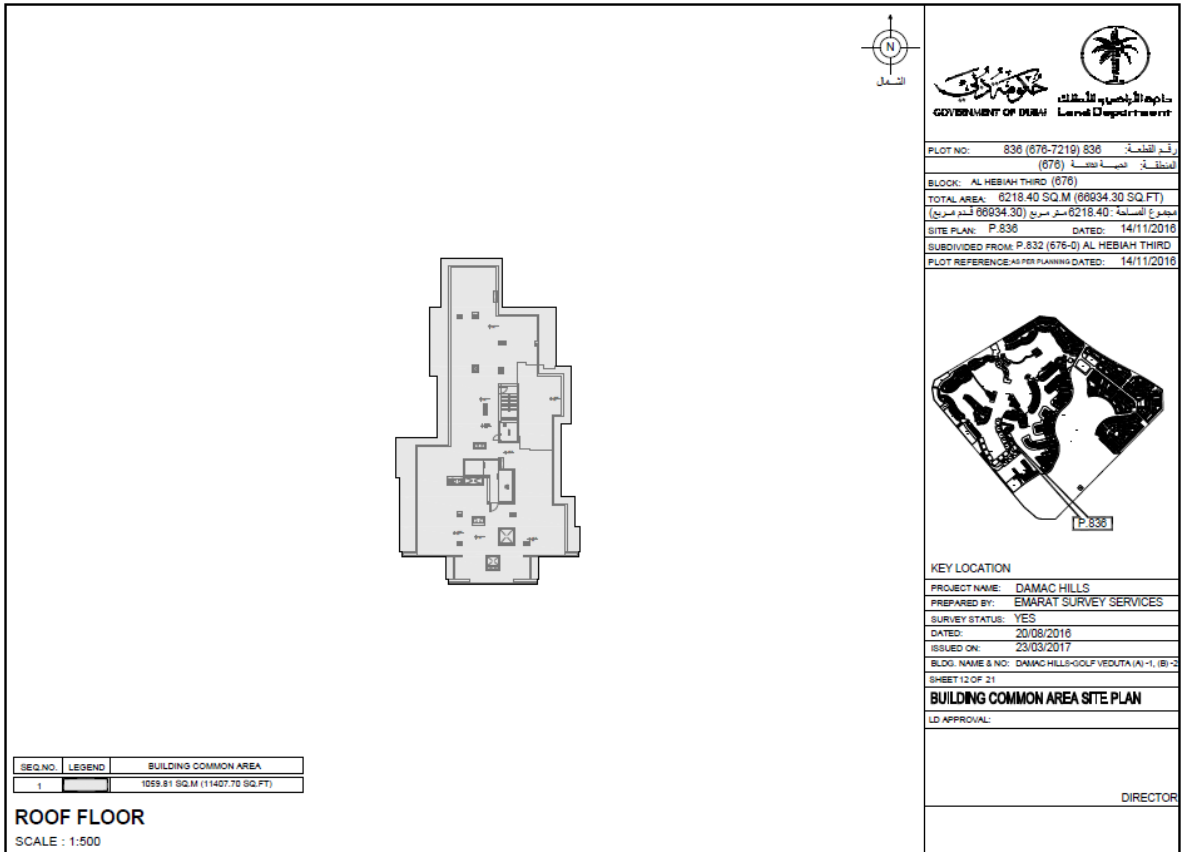 N
الشمال
حكومة دبي
GOVERNMENT OF DUBAI
دائرة الأراضي والأملاك
Land Department
PLOT NO: 836 (676-7219) 836 رقم القطعة:
المنطقة: (676)
BLOCK: AL HEBIAH THIRD (676)
TOTAL AREA: 6218.40 SQ.M (66934.30 SQ.FT)
مجموع المساحة: 6218.40 متر مربع (66934.30 قدم مربع)
SITE PLAN: P.836 DATED: 14/11/2016
SUBDIVIDED FROM: P.832 (676-0) AL HEBIAH THIRD
PLOT REFERENCE: AS PER PLANNING DATED: 14/11/2016
P.836
KEY LOCATION
PROJECT NAME: DAMAC HILLS
PREPARED BY: EMARAT SURVEY SERVICES
SURVEY STATUS: YES
DATED: 20/08/2016
ISSUED ON: 23/03/2017
BLDG. NAME & NO: DAMAC HILLS-GOLF VEDUTA (A) -1, (B) -2
SHEET 12 OF 21
BUILDING COMMON AREA SITE PLAN
LD APPROVAL:
DIRECTOR
SEQ.NO. LEGEND BUILDING COMMON AREA
1 1059.81 SQ.M (11407.70 SQ.FT)
ROOF FLOOR
SCALE : 1:500